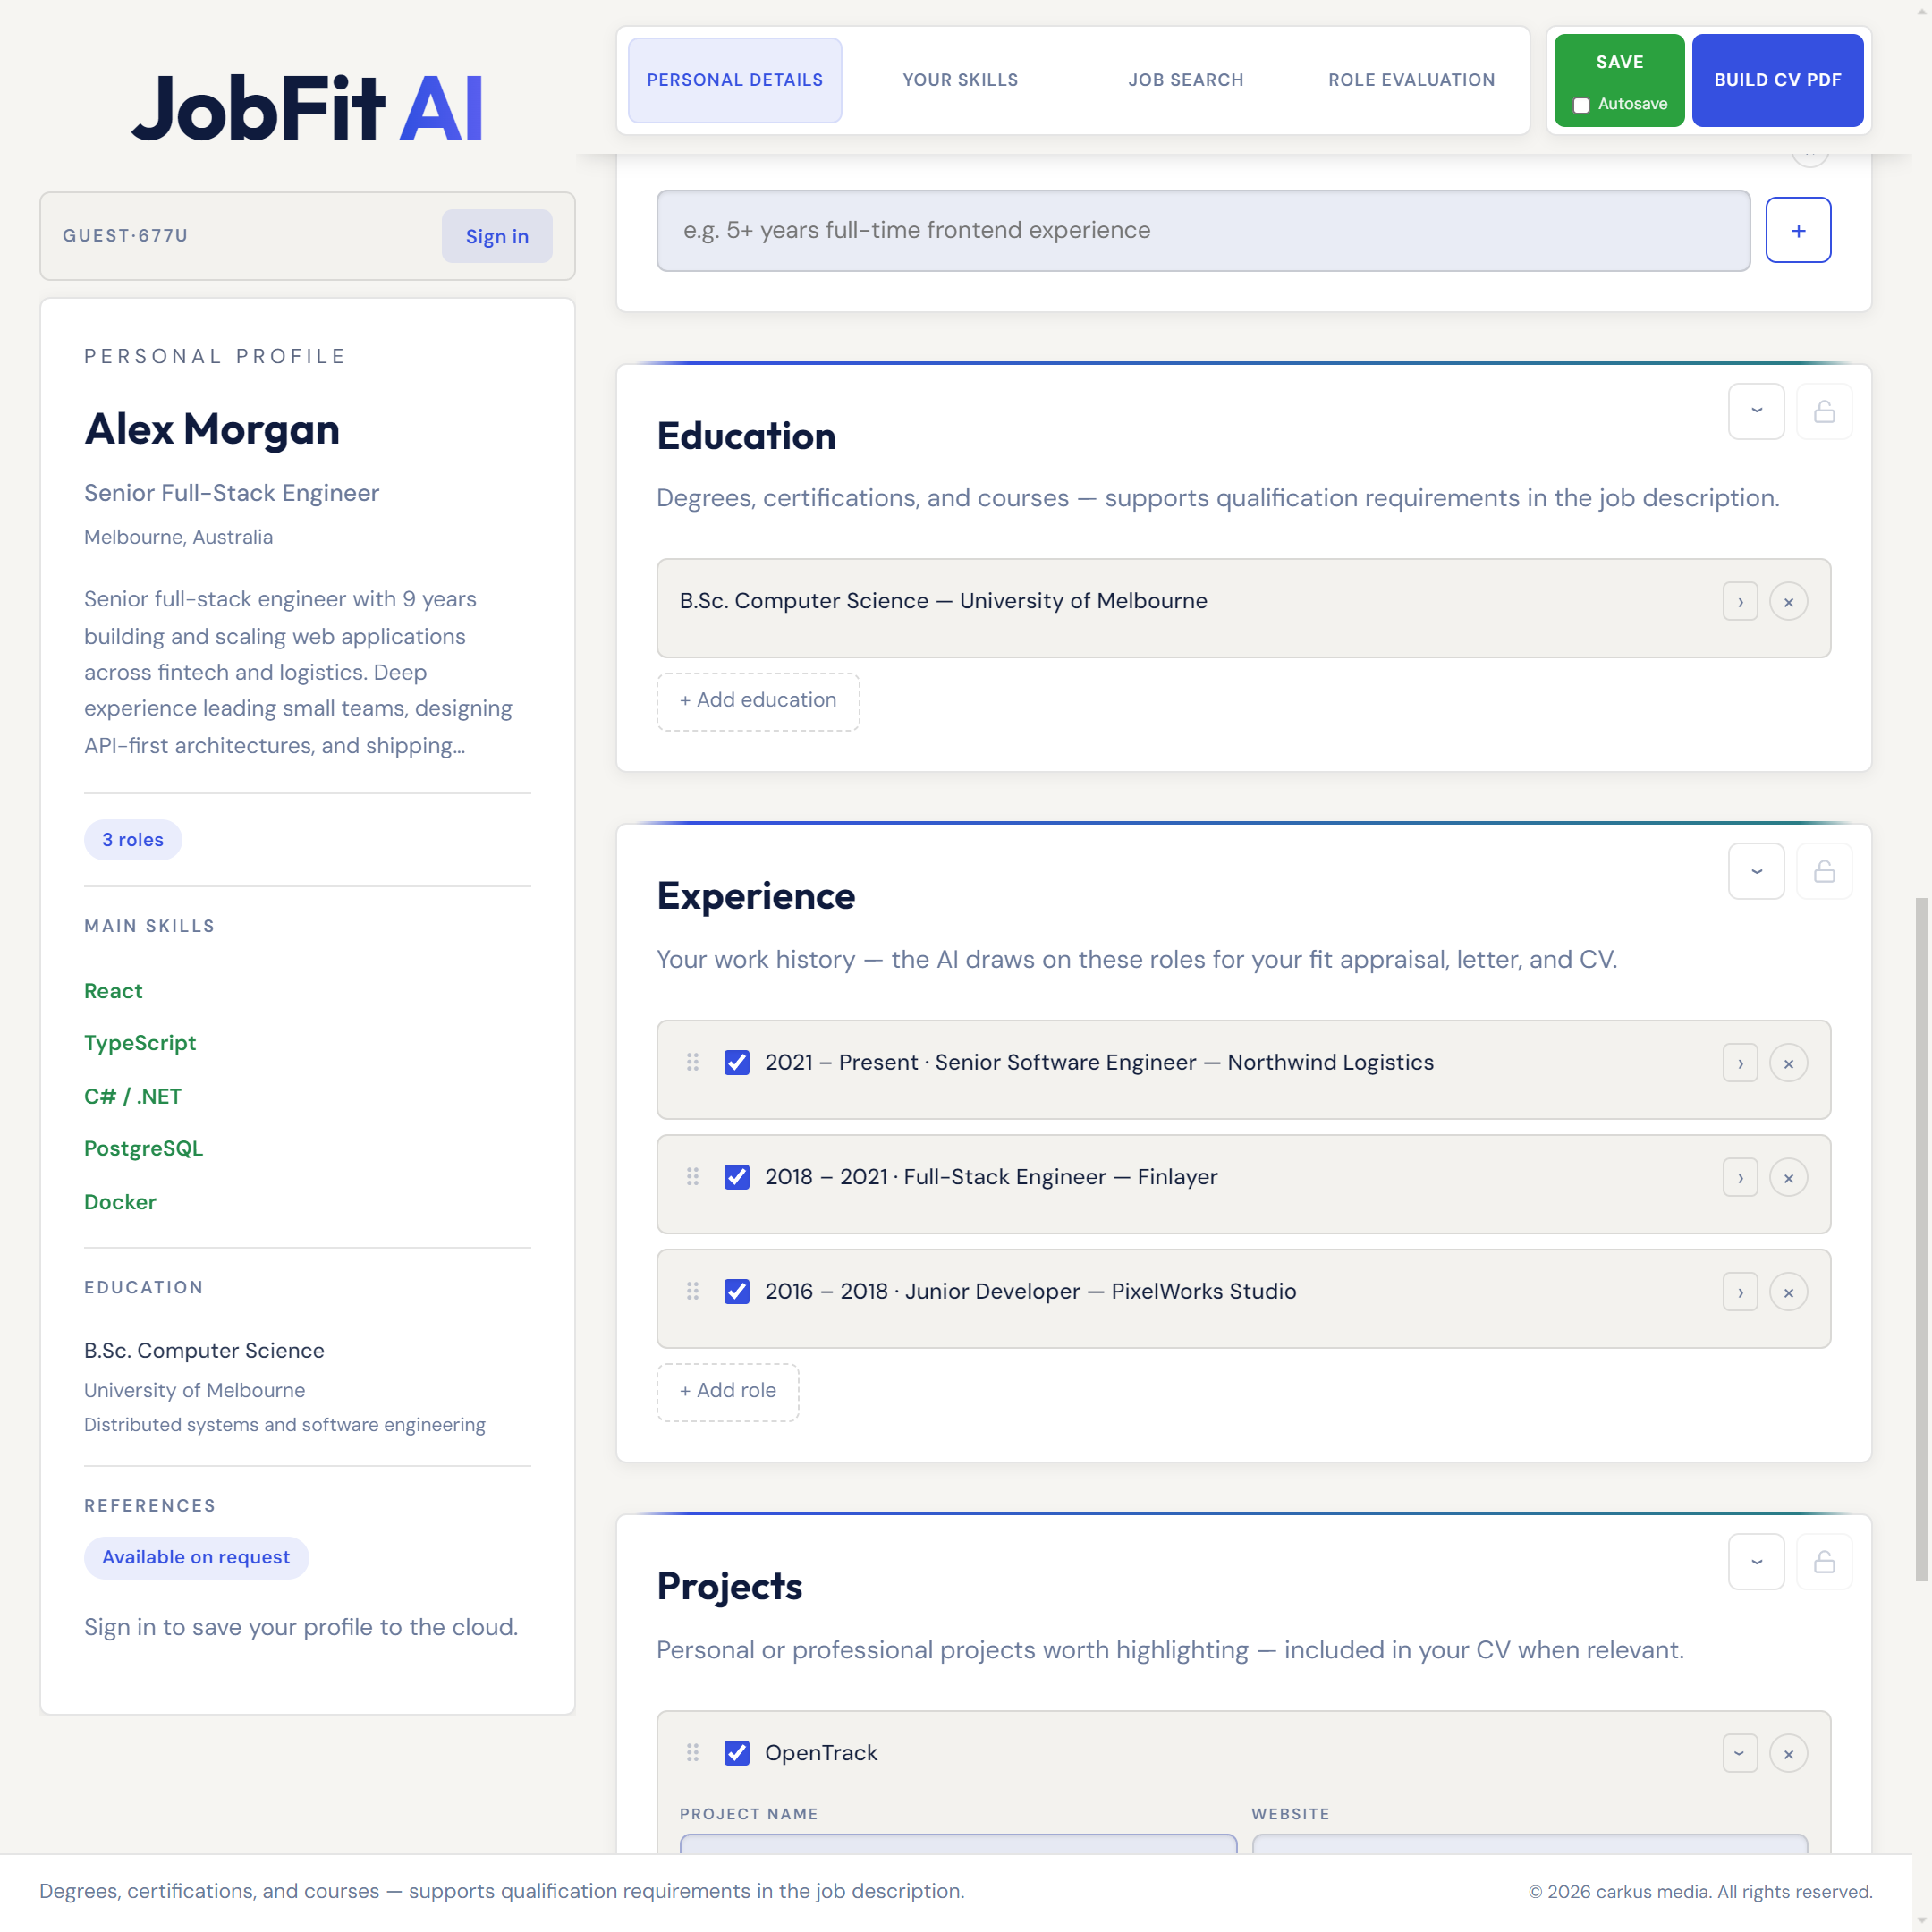 JobFit AI
GUEST·677U
Sign in
PERSONAL PROFILE
Alex Morgan
Senior Full-Stack Engineer
Melbourne, Australia
Senior full-stack engineer with 9 years
building and scaling web applications
across fintech and logistics. Deep
experience leading small teams, designing
API-first architectures, and shipping...
3 roles
MAIN SKILLS
React
TypeScript
C# / .NET
PostgreSQL
Docker
EDUCATION
B.Sc. Computer Science
University of Melbourne
Distributed systems and software engineering
REFERENCES
Available on request
Sign in to save your profile to the cloud.
PERSONAL DETAILS
YOUR SKILLS
JOB SEARCH
ROLE EVALUATION
SAVE
Autosave
BUILD CV PDF
e.g. 5+ years full-time frontend experience
+
Education
Degrees, certifications, and courses — supports qualification requirements in the job description.
B.Sc. Computer Science — University of Melbourne
+ Add education
Experience
Your work history — the AI draws on these roles for your fit appraisal, letter, and CV.
2021 – Present · Senior Software Engineer — Northwind Logistics
2018 – 2021 · Full-Stack Engineer — Finlayer
2016 – 2018 · Junior Developer — PixelWorks Studio
+ Add role
Projects
Personal or professional projects worth highlighting — included in your CV when relevant.
OpenTrack
PROJECT NAME
WEBSITE
Degrees, certifications, and courses — supports qualification requirements in the job description.
© 2026 carkus media. All rights reserved.